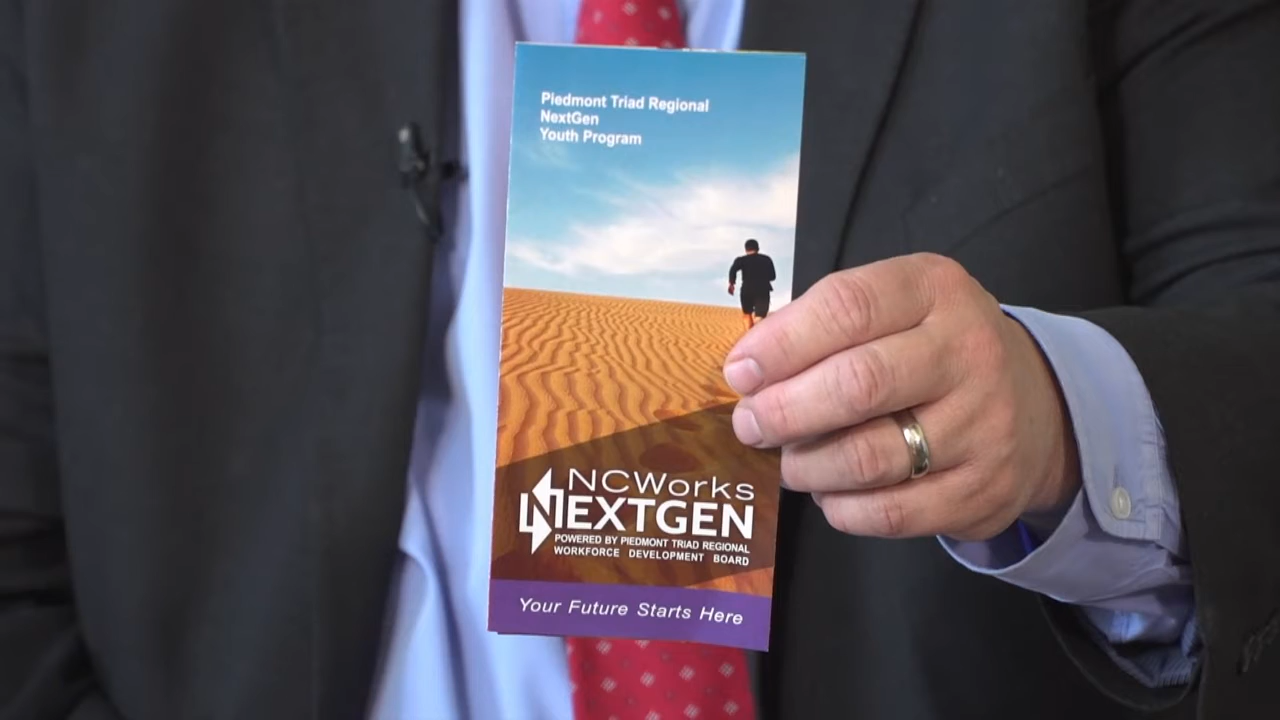 Piedmont Triad Regional
NextGen
Youth Program
NCWorks
NEXTGEN
POWERED BY PIEDMONT TRIAD REGIONAL
WORKFORCE DEVELOPMENT BOARD
Your Future Starts Here